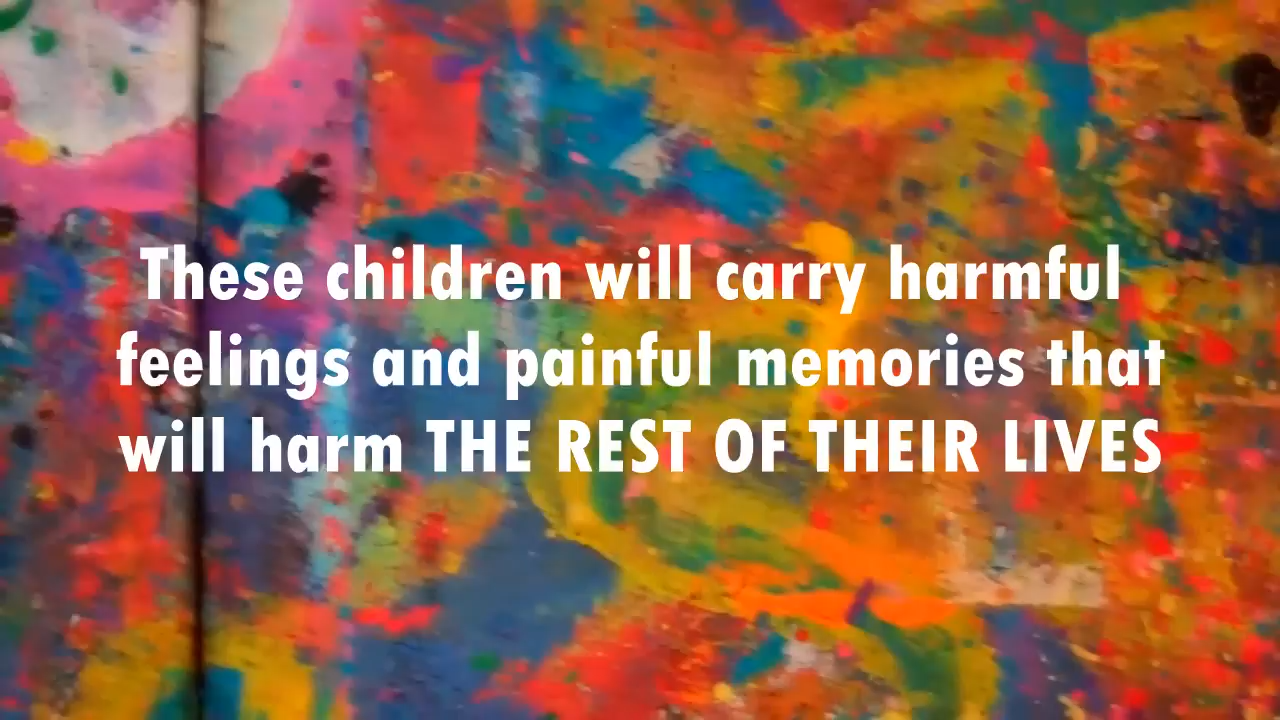 These children will carry harmful
feelings and painful memories that
will harm THE REST OF THEIR LIVES